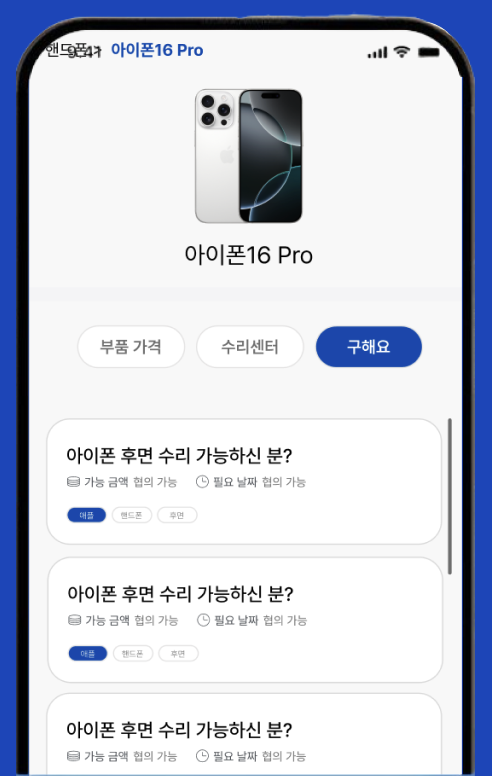 핸드폰> 아이폰16 Pro
9:41
아이폰16 Pro
부품 가격
수리센터
구해요
아이폰 후면 수리 가능하신 분?
가능 금액 협의 가능 필요 날짜 협의 가능
애플 핸드폰 후면
아이폰 후면 수리 가능하신 분?
가능 금액 협의 가능 필요 날짜 협의 가능
애플 핸드폰 후면
아이폰 후면 수리 가능하신 분?
가능 금액 협의 가능 필요 날짜 협의 가능